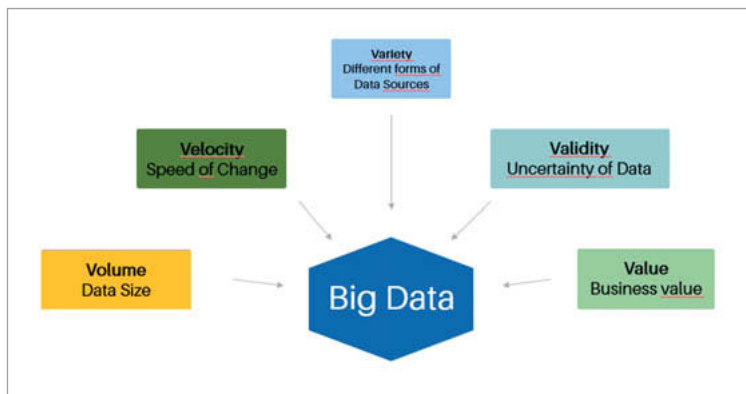 Variety
Different forms of
Data Sources
Velocity
Speed of Change
Validity
Uncertainty of Data
Volume
Data Size
Big Data
Value
Business value